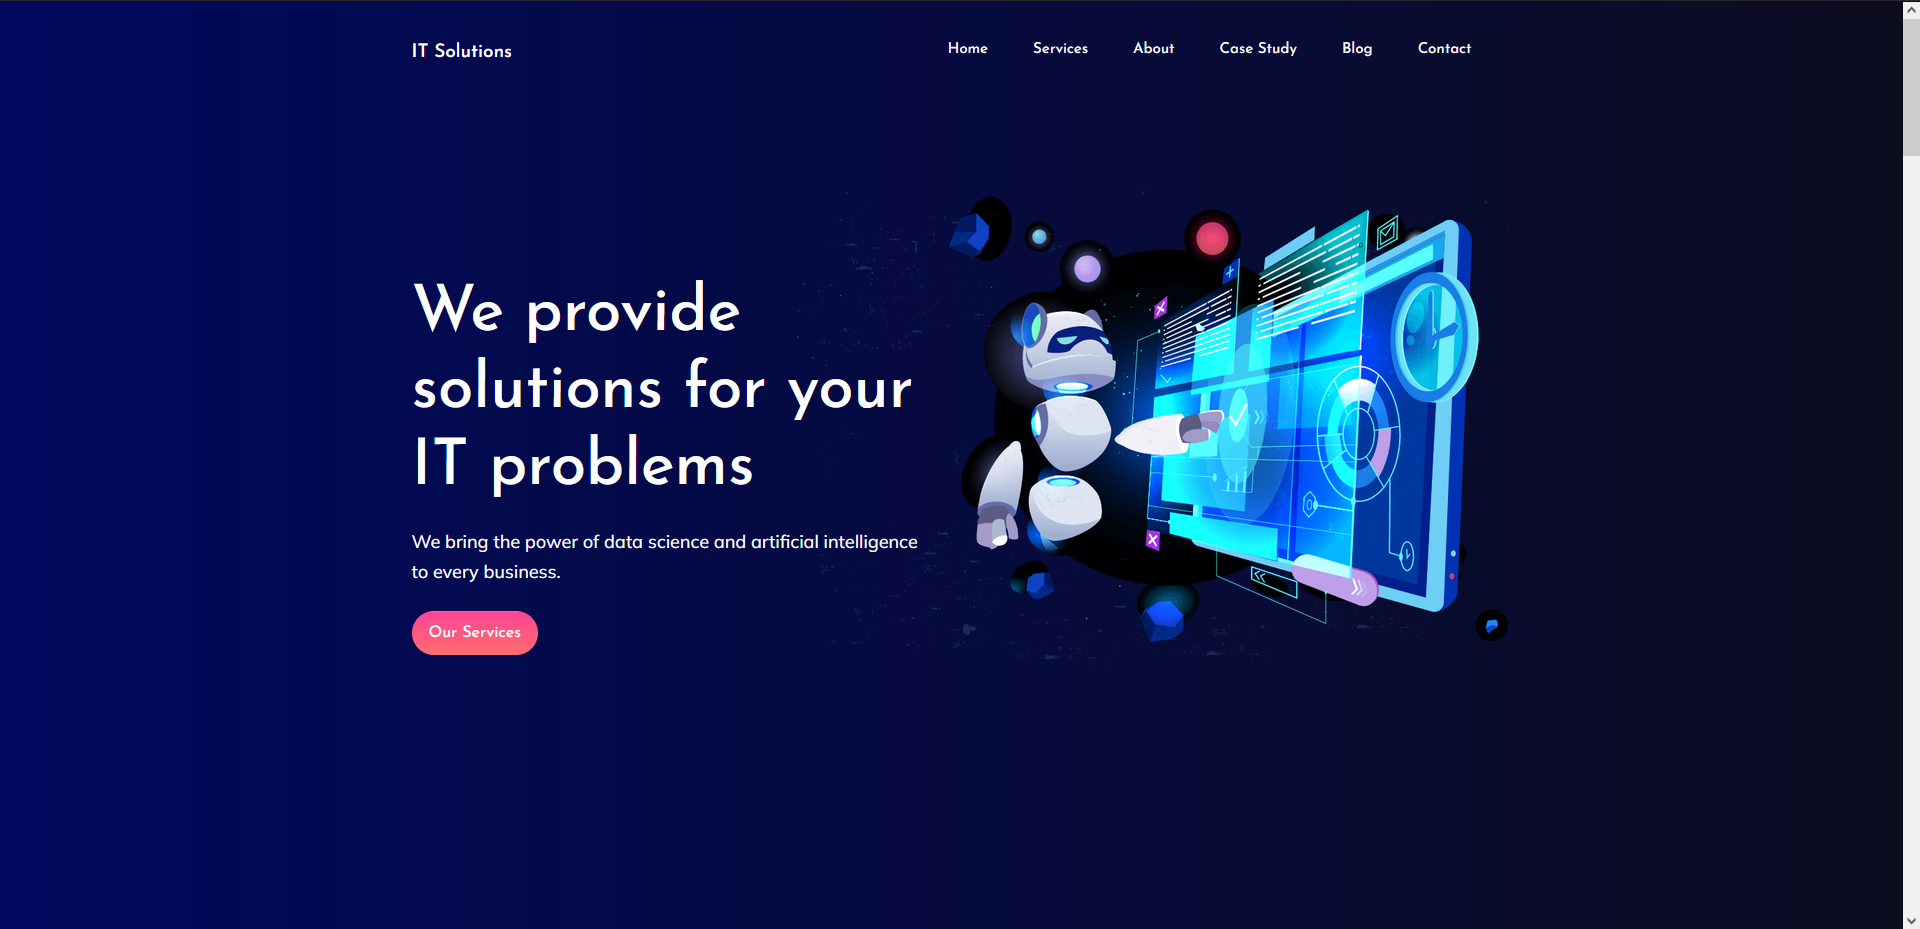 IT Solutions
Home Services About Case Study Blog Contact
We provide
solutions for your
IT problems
We bring the power of data science and artificial intelligence
to every business.
Our Services